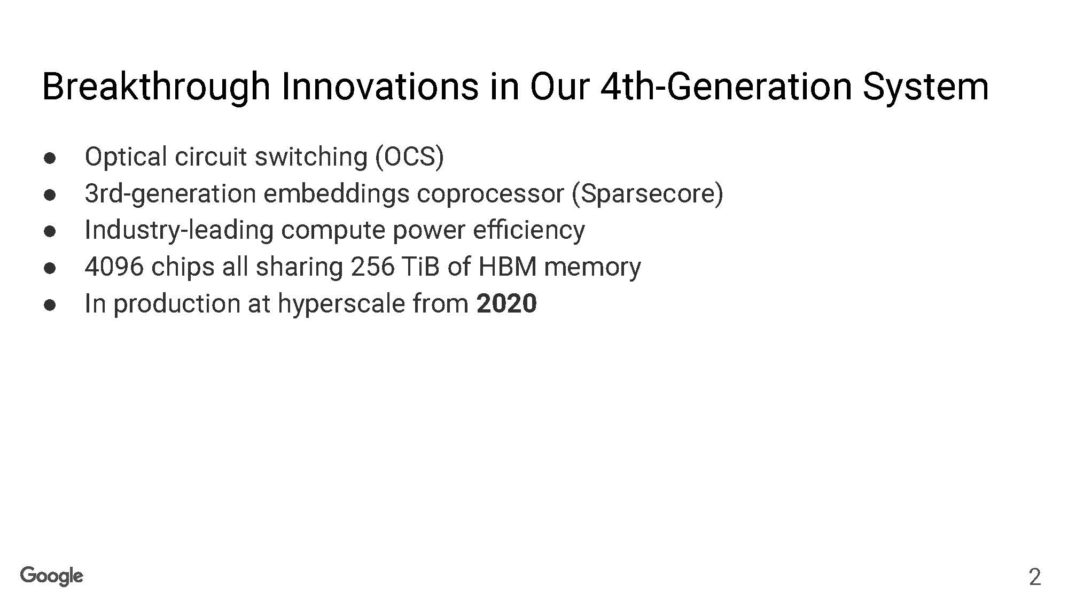 Breakthrough Innovations in Our 4th-Generation System
● Optical circuit switching (OCS)
● 3rd-generation embeddings coprocessor (Sparsecore)
● Industry-leading compute power efficiency
● 4096 chips all sharing 256 TiB of HBM memory
● In production at hyperscale from 2020
Google
2